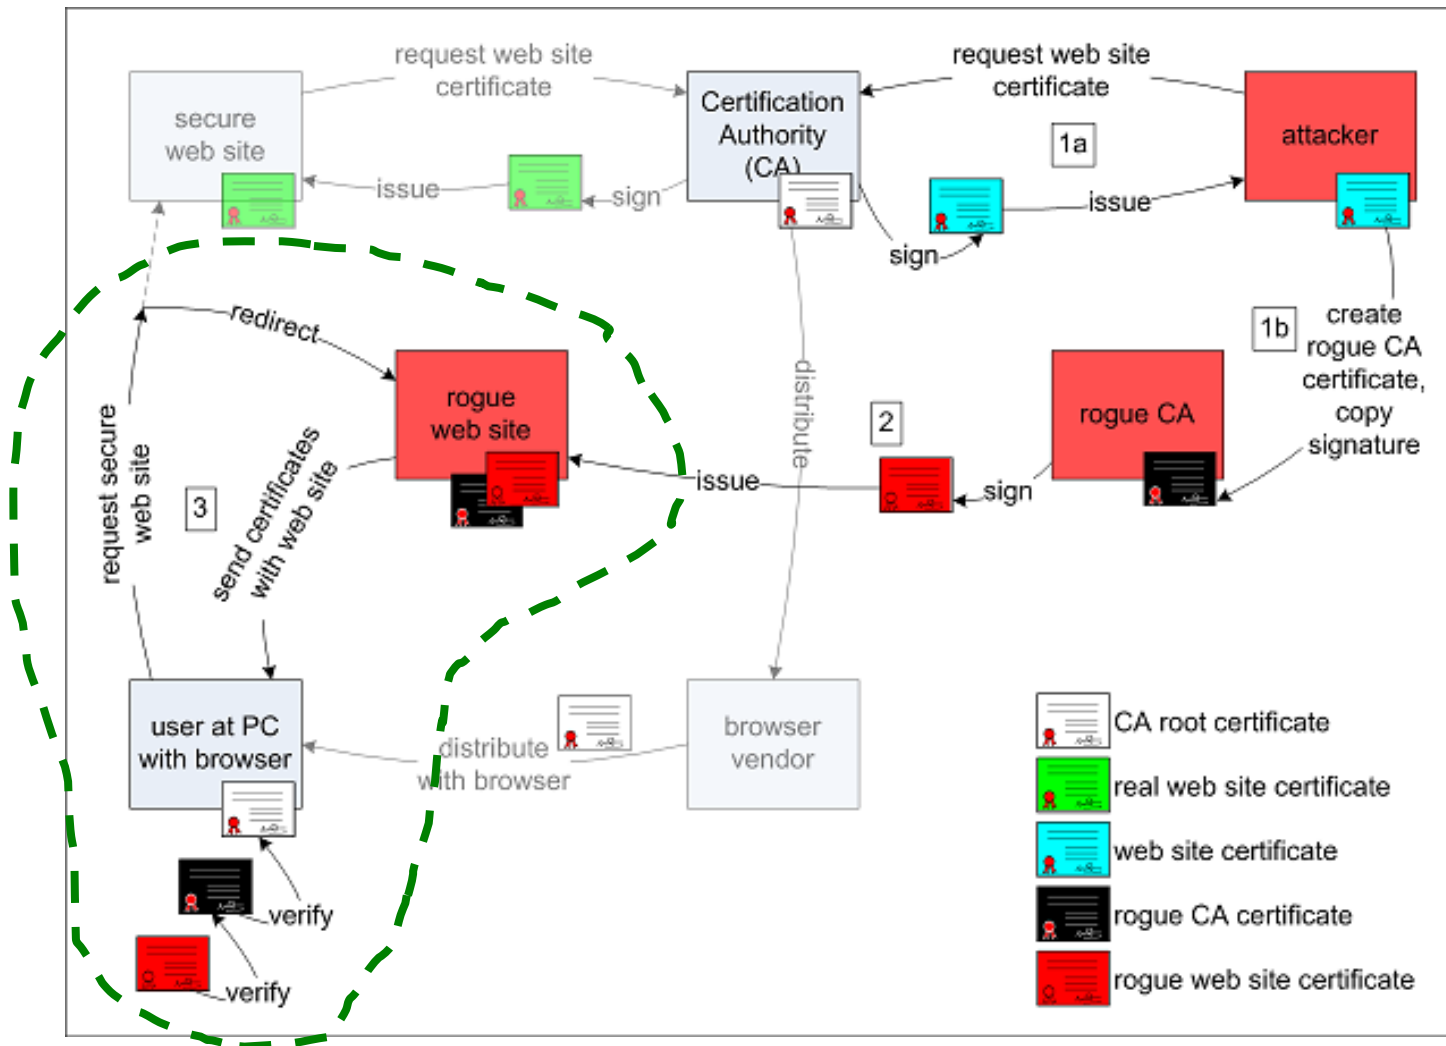 request web site
certificate
request web site
certificate
secure
web site
Certification
Authority
(CA)
attacker
1a
issue
sign
issue
sign
redirect
create
rogue CA
certificate,
copy
signature
1b
distribute
rogue
web site
2
rogue CA
issue
sign
request secure
web site
3
send certificates
with web site
user at PC
with browser
distribute
with browser
browser
vendor
verify
verify
CA root certificate
real web site certificate
web site certificate
rogue CA certificate
rogue web site certificate